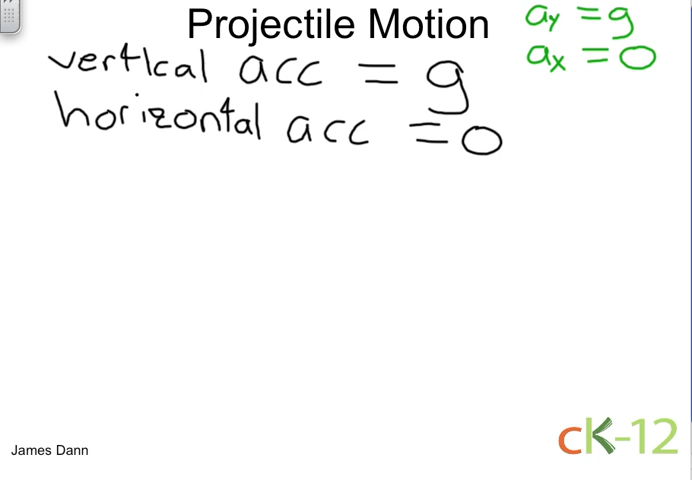 Projectile Motion
ay = g
ax = 0
vertical acc = g
horizontal acc = 0
James Dann
cK-12